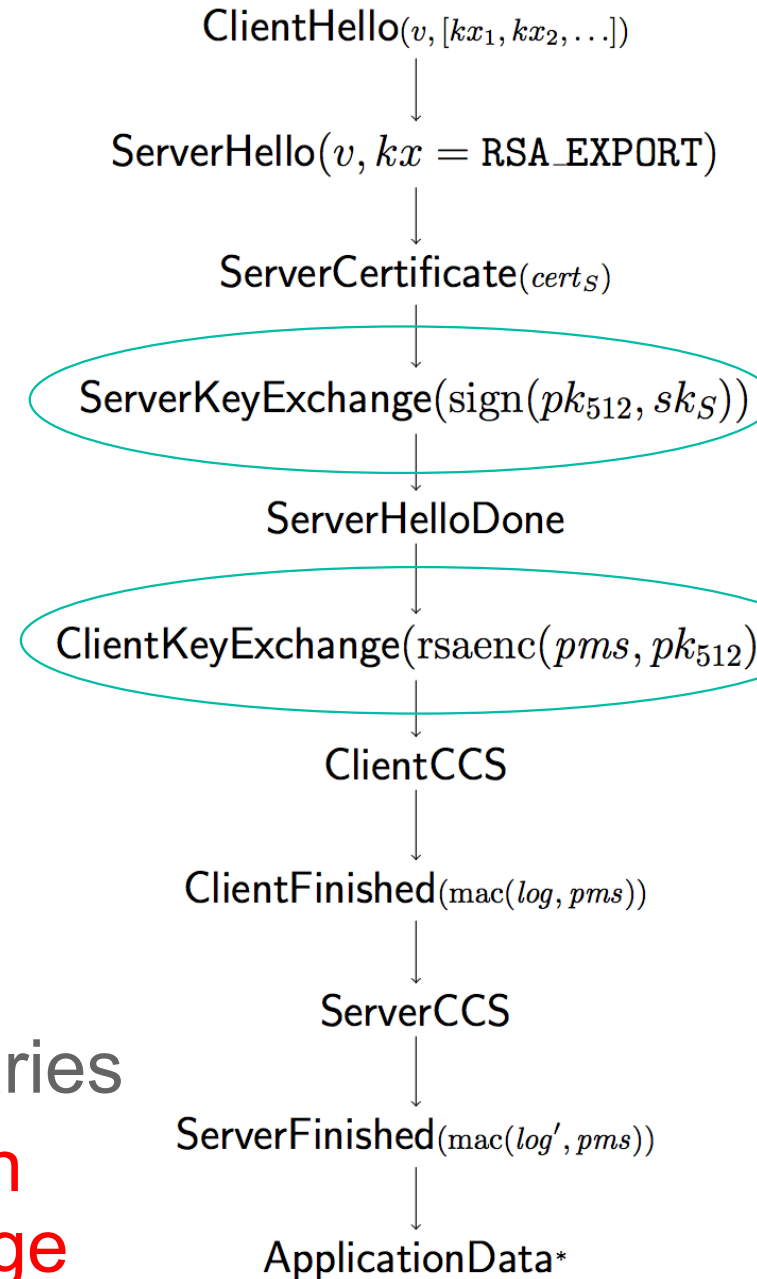 ClientHello(v, [kx₁, kx₂, …])
ServerHello(v, kx = RSA_EXPORT)
ServerCertificate(cert_S)
ServerKeyExchange(sign(pk₅₁₂, sk_S))
ServerHelloDone
ClientKeyExchange(rsaenc(pms, pk₅₁₂)
ClientCCS
ClientFinished(mac(log, pms))
ServerCCS
ries
ServerFinished(mac(log′, pms))
ge
ApplicationData*